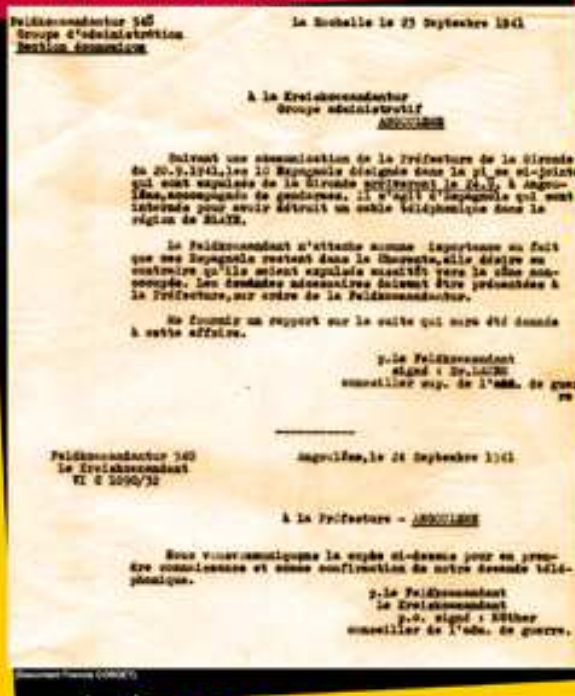 Feldkommandantur 540
Groupe d'administration
Section économique
La Rochelle le 23 Septembre 1941
à la Kreiskommandantur
Groupe administratif
ANGOULEME
Suivant une communication de la Préfecture de la Gironde
du 20.9.1941, les 10 Espagnols désignés dans la ci-jointe
qui sont expulsés de la Gironde arriveront le 24.9. à Angou-
lême, accompagnés de gendarmes. Il s'agit d'Espagnols qui sont
internés pour avoir détruit un cable téléphonique dans la
région de BLAYE.
Le Feldkommandant n'attache aucune importance au fait
que ces Espagnols restent dans la Charente, elle désire au
contraire qu'ils soient expulsés aussitôt vers la zône non-
occupée. Les demandes nécessaires doivent être présentées à
la Préfecture, sur ordre de la Feldkommandantur.
Me fournir un rapport sur la suite qui aura été donnée
à cette affaire.
p.le Feldkommandant
signé : Dr.
conseiller sup. de l'adm. de guer
re
Feldkommandantur 540
Le Kreiskommandant
VI C 1090/32
Angoulême, le 24 Septembre 1941
à la Préfecture - ANGOULEME
Nous vous communiquons la copie ci-dessus pour en pren-
dre connaissance et comme confirmation de notre demande télé-
phonique.
p.le Feldkommandant
le Kreiskommandant
p.o. signé :
conseiller de l'adm. de guerre.